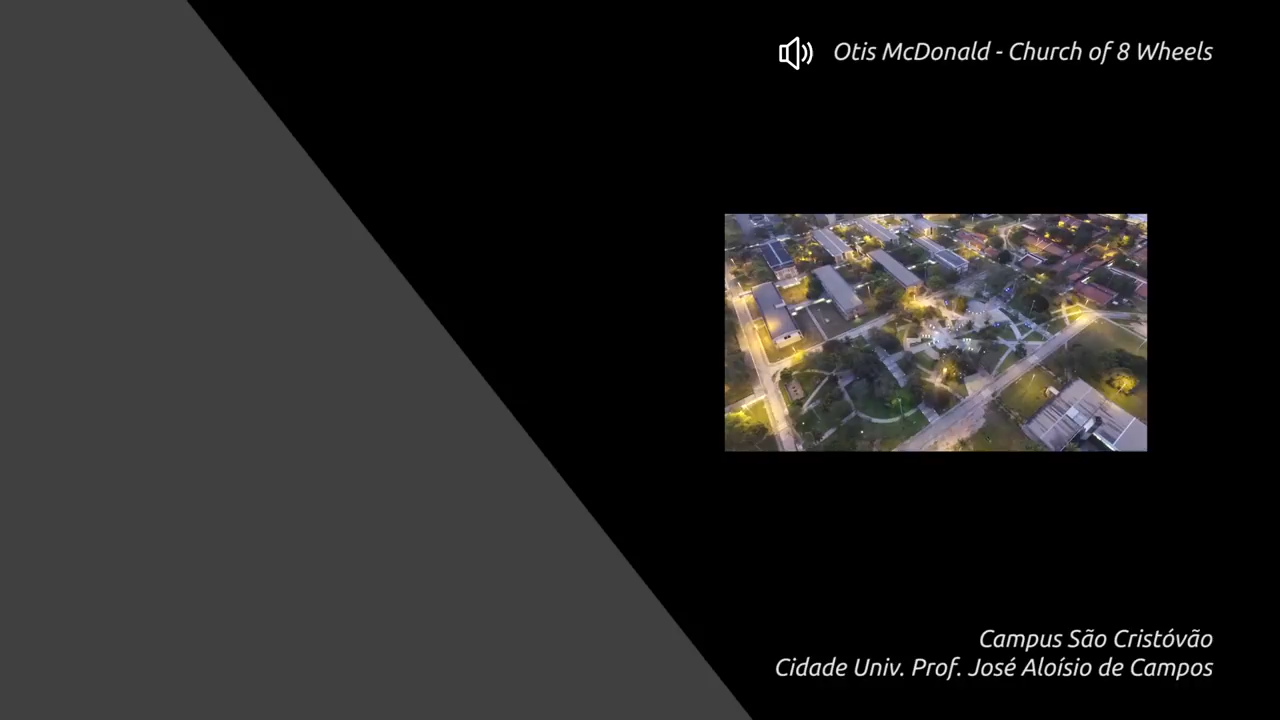 Otis McDonald - Church of 8 Wheels
Campus São Cristóvão
Cidade Univ. Prof. José Aloísio de Campos